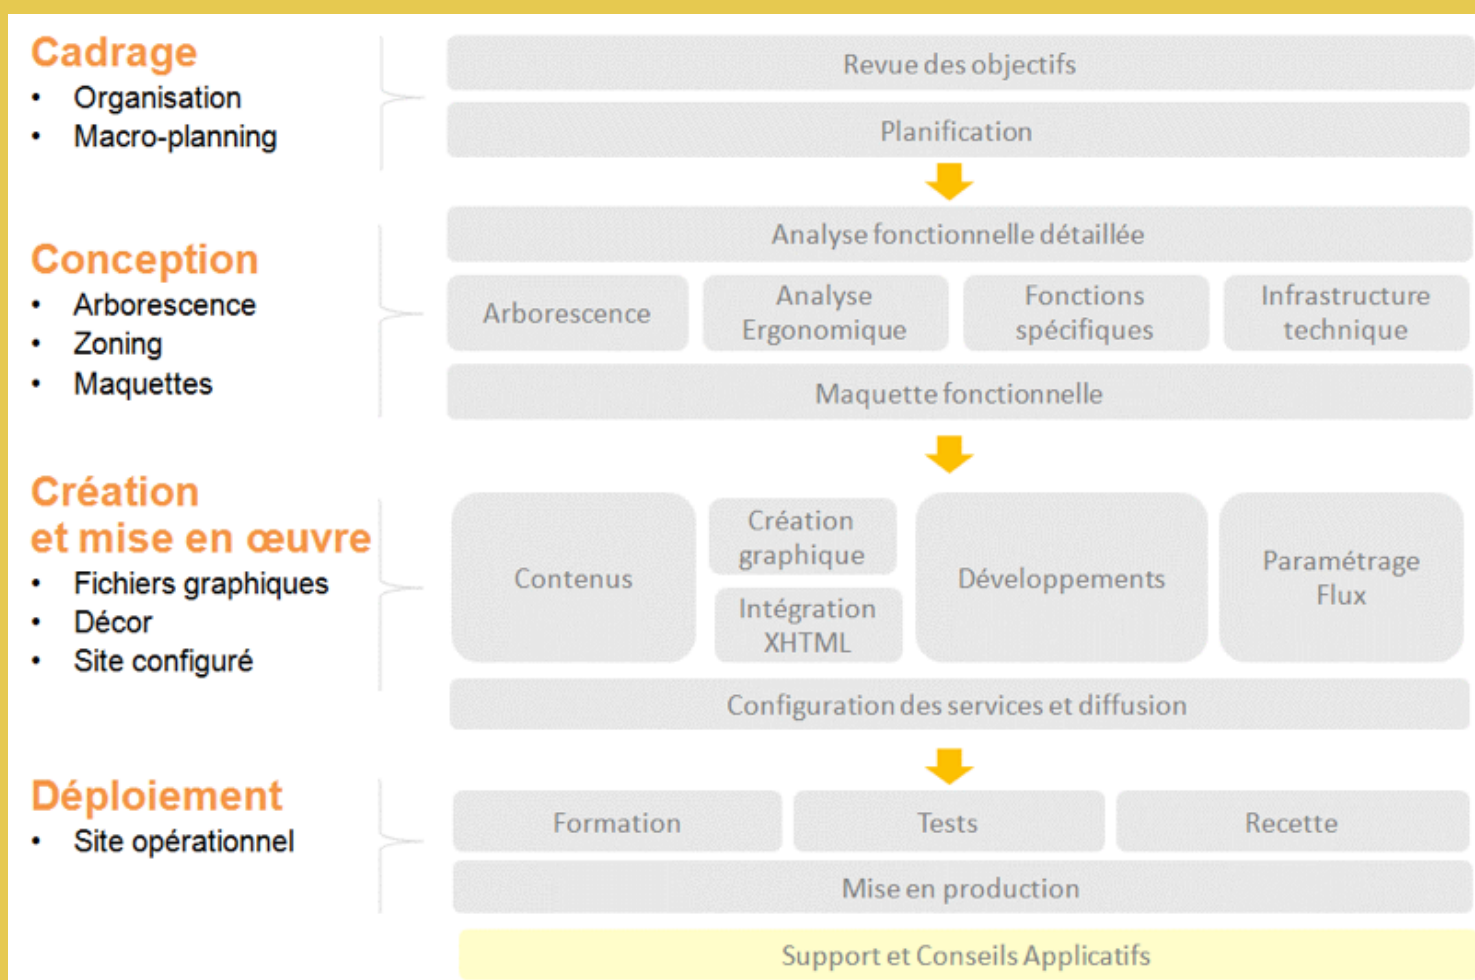 Cadrage
• Organisation
• Macro-planning
Revue des objectifs
Planification
Conception
• Arborescence
• Zoning
• Maquettes
Analyse fonctionnelle détaillée
Arborescence
Analyse
Ergonomique
Fonctions
spécifiques
Infrastructure
technique
Maquette fonctionnelle
Création
et mise en œuvre
• Fichiers graphiques
• Décor
• Site configuré
Contenus
Création
graphique
Intégration
XHTML
Développements
Paramétrage
Flux
Configuration des services et diffusion
Déploiement
• Site opérationnel
Formation
Tests
Recette
Mise en production
Support et Conseils Applicatifs